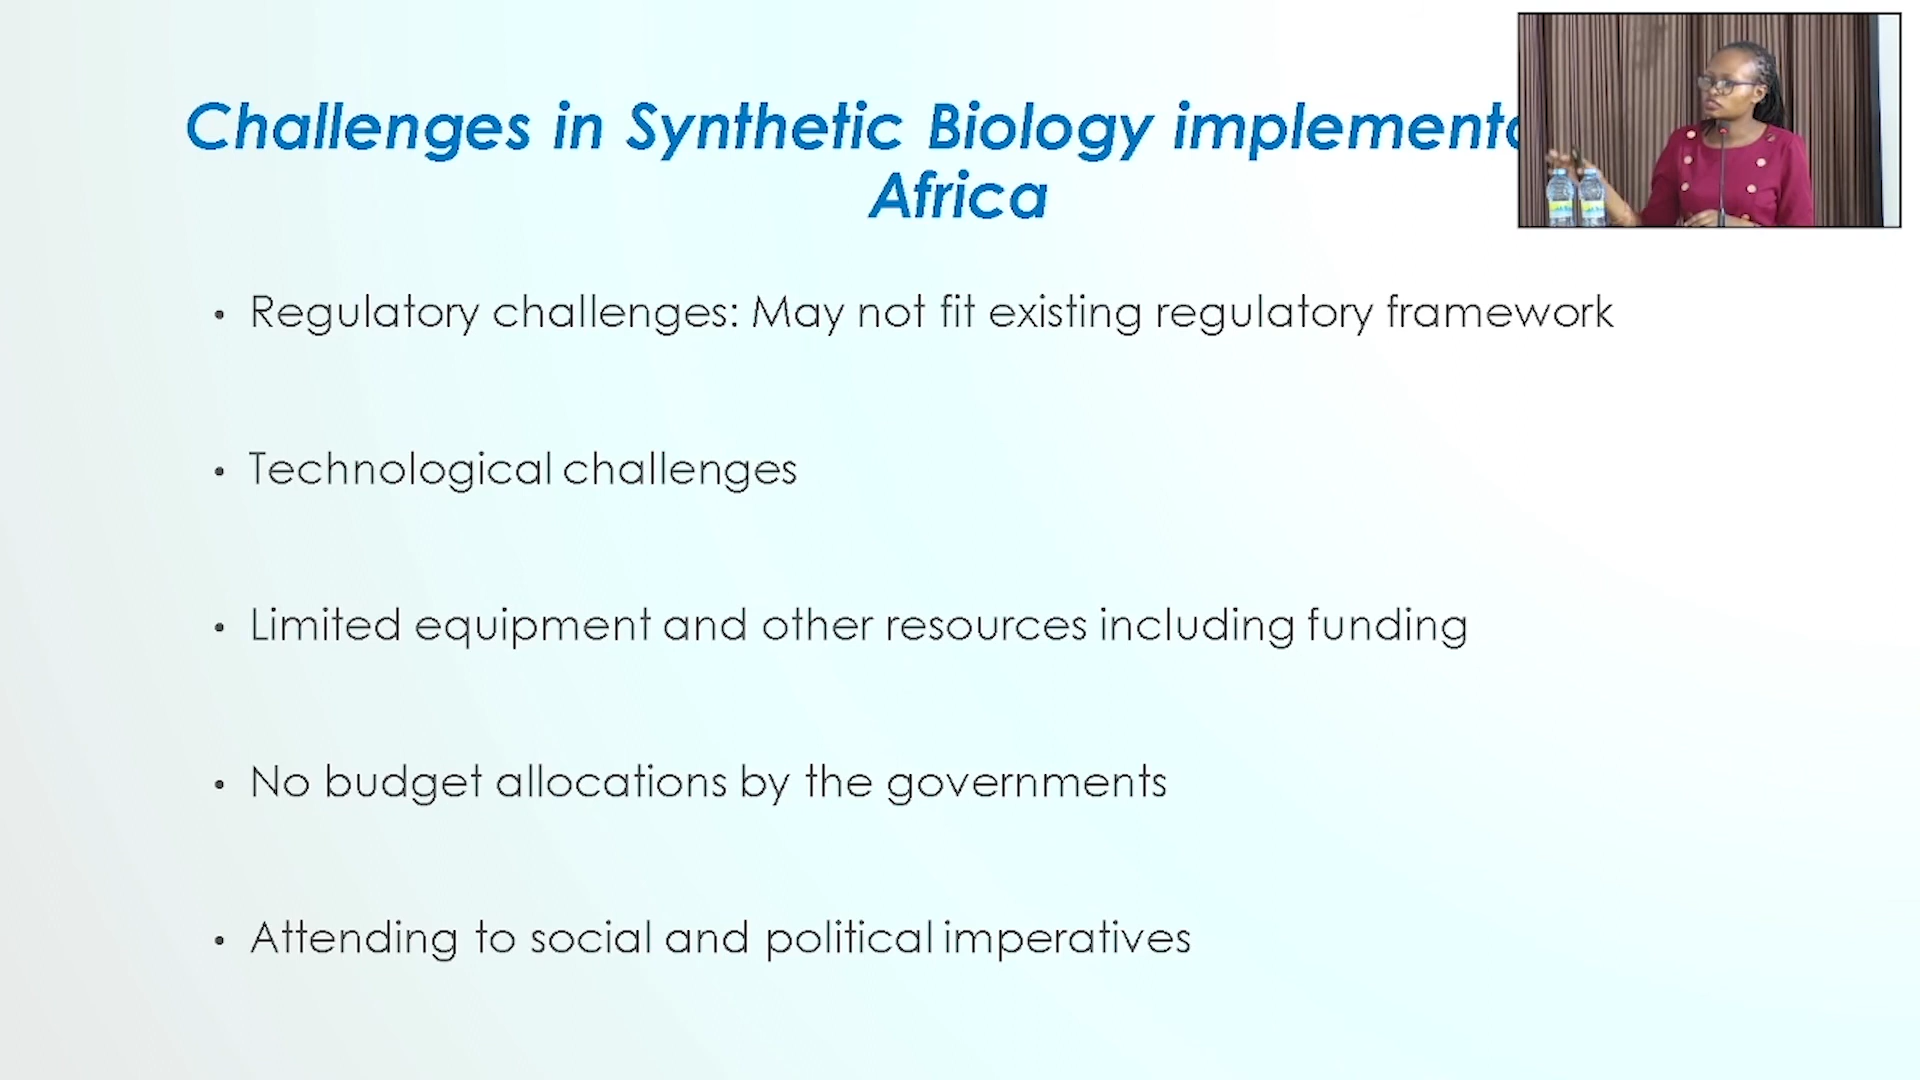 Challenges in Synthetic Biology
Africa
• Regulatory challenges: May not fit existing regulatory framework
• Technological challenges
• Limited equipment and other resources including funding
• No budget allocations by the governments
• Attending to social and political imperatives